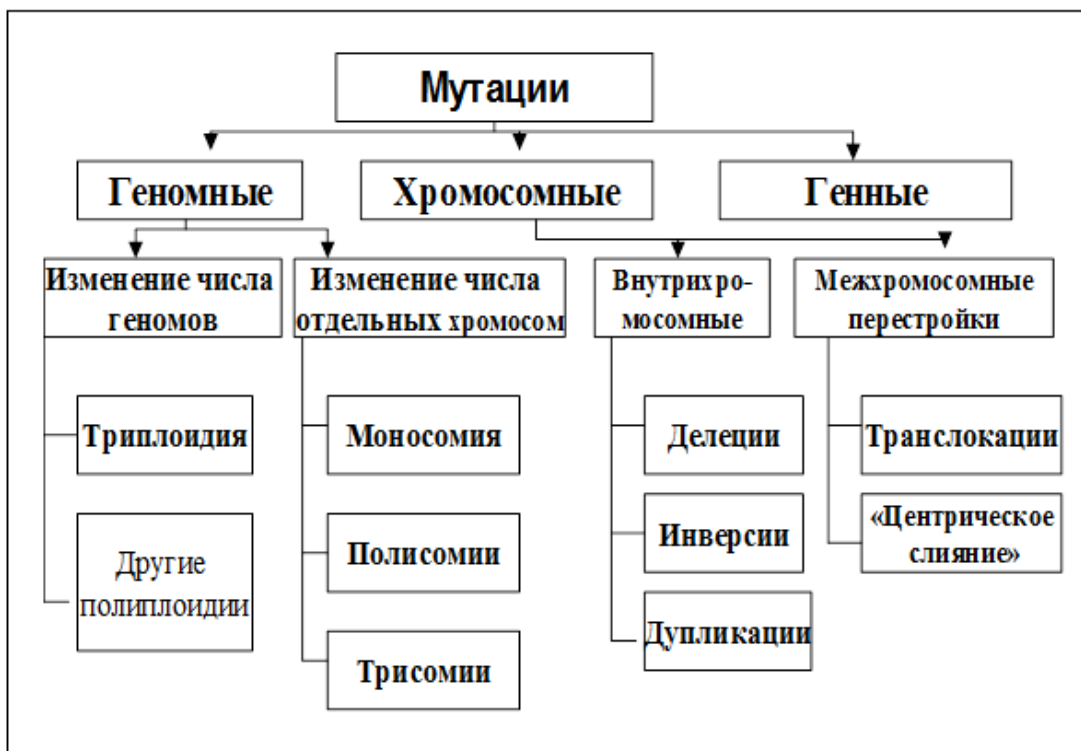 Мутации
Геномные
Хромосомные
Генные
Изменение числа
геномов
Изменение числа
отдельных хромосом
Внутрихро-
мосомные
Межхромосомные
перестройки
Триплоидия
Моносомия
Делеции
Транслокации
Другие
полиплоидии
Полисомии
Инверсии
«Центрическое
слияние»
Дупликации
Трисомии